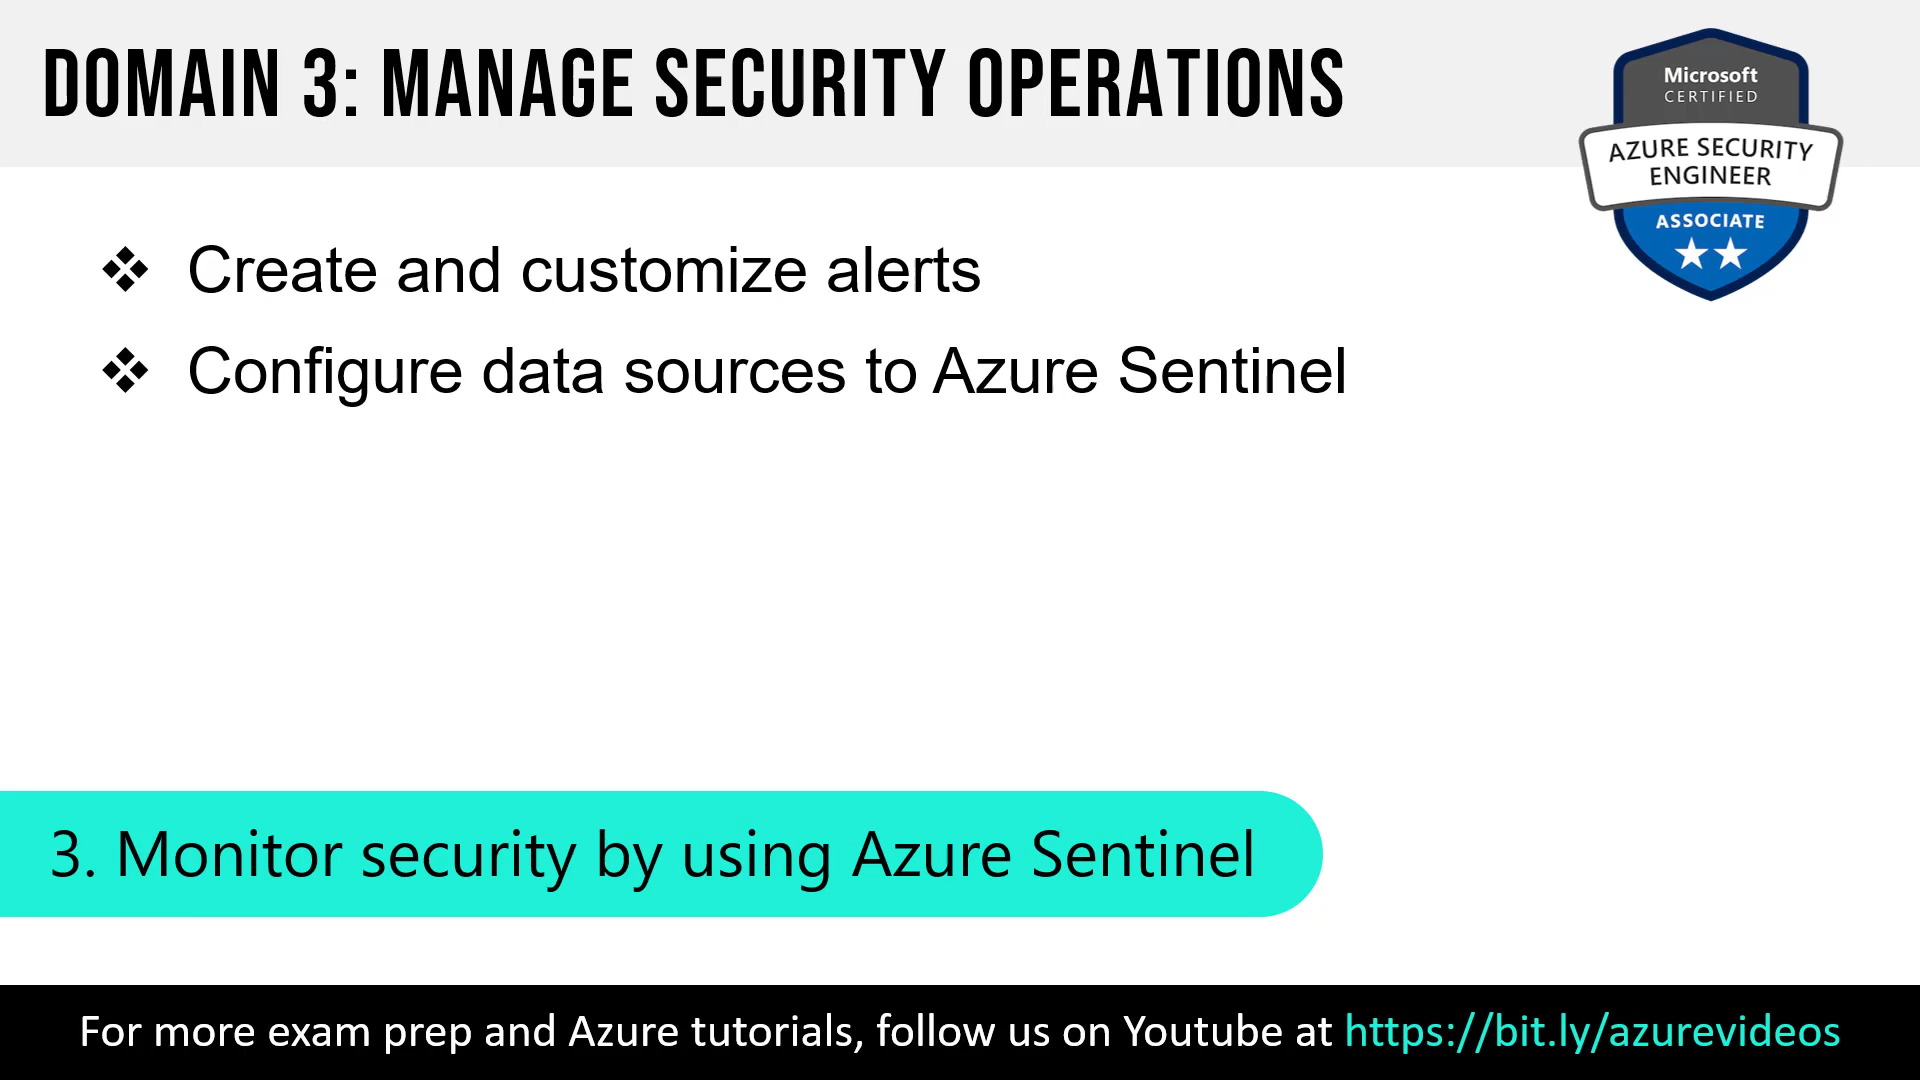 DOMAIN 3: MANAGE SECURITY OPERATIONS
Microsoft
CERTIFIED
AZURE SECURITY
ENGINEER
ASSOCIATE
❖ Create and customize alerts
❖ Configure data sources to Azure Sentinel
3. Monitor security by using Azure Sentinel
For more exam prep and Azure tutorials, follow us on Youtube at https://bit.ly/azurevideos